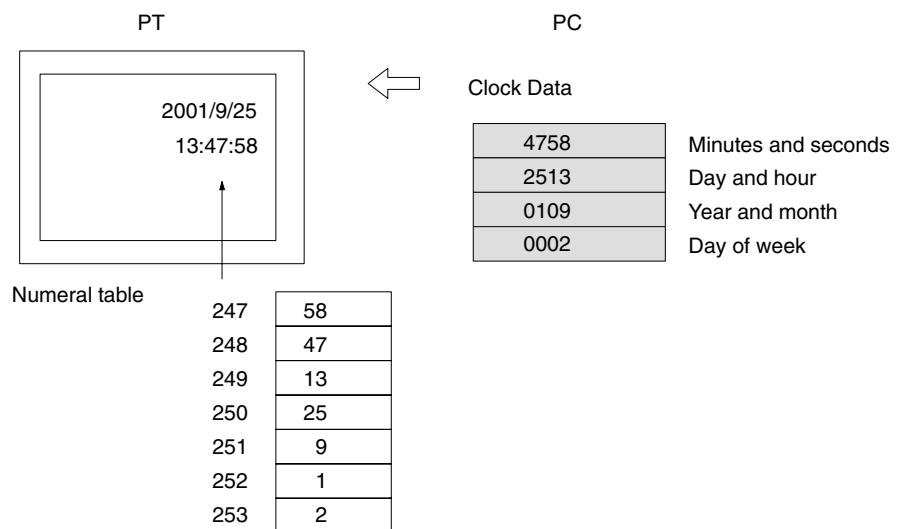 PT
PC
2001/9/25
13:47:58
Clock Data
4758 Minutes and seconds
2513 Day and hour
0109 Year and month
0002 Day of week
Numeral table
247 58
248 47
249 13
250 25
251 9
252 1
253 2